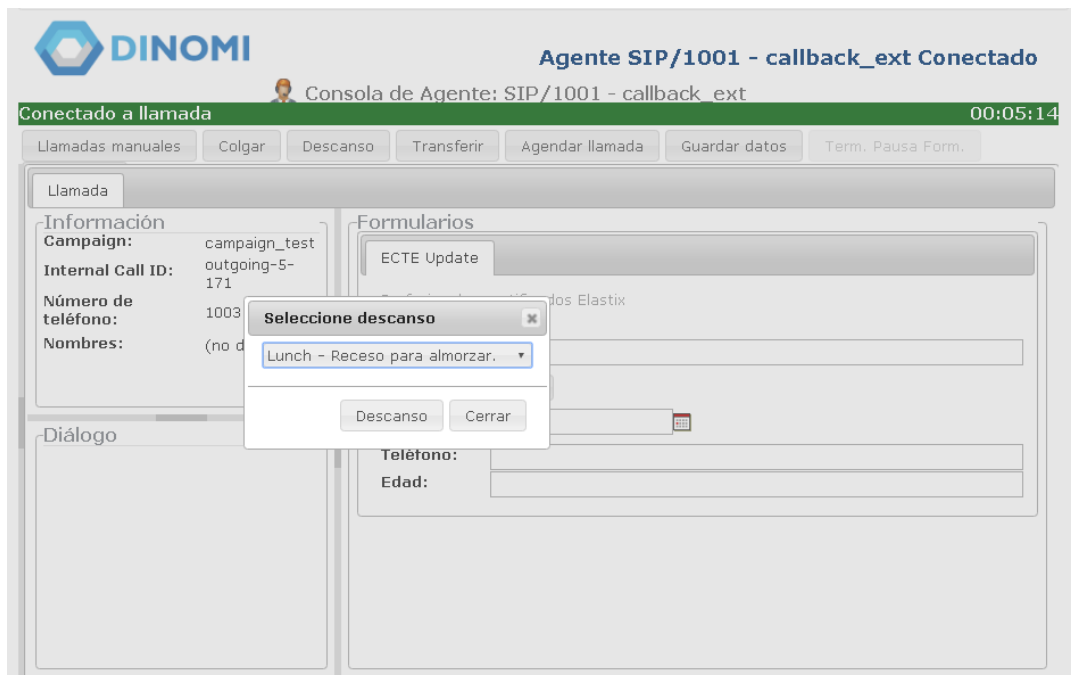 DINOMI
Agente SIP/1001 - callback_ext Conectado
Consola de Agente: SIP/1001 - callback_ext
Conectado a llamada 00:05:14
Llamadas manuales Colgar Descanso Transferir Agendar llamada Guardar datos Term. Pausa Form.
Llamada
Información
Campaign: campaign_test
Internal Call ID: outgoing-5-
171
Número de
teléfono: 1003
Nombres: (no d
Diálogo
Formularios
ECTE Update
dos Elastix
Seleccione descanso
Lunch - Receso para almorzar.
Descanso Cerrar
Teléfono:
Edad: